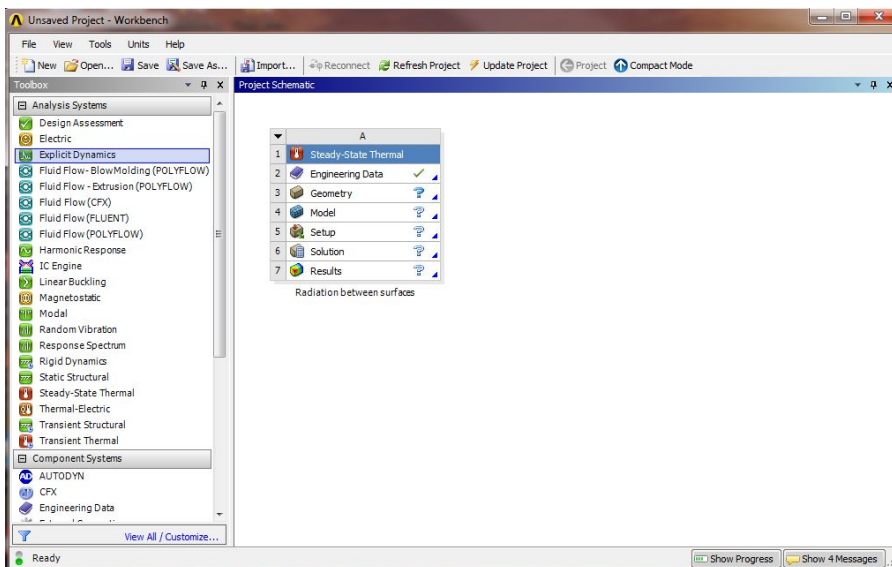 Unsaved Project - Workbench
File View Tools Units Help
New Open... Save Save As... Import... Reconnect Refresh Project Update Project Project Compact Mode
Toolbox
Project Schematic
Analysis Systems
Design Assessment
Electric
Explicit Dynamics
Fluid Flow- BlowMolding (POLYFLOW)
Fluid Flow - Extrusion (POLYFLOW)
Fluid Flow (CFX)
Fluid Flow (FLUENT)
Fluid Flow (POLYFLOW)
Harmonic Response
IC Engine
Linear Buckling
Magnetostatic
Modal
Random Vibration
Response Spectrum
Rigid Dynamics
Static Structural
Steady-State Thermal
Thermal-Electric
Transient Structural
Transient Thermal
Component Systems
AUTODYN
CFX
Engineering Data
View All / Customize...
A
1 Steady-State Thermal
2 Engineering Data
3 Geometry ?
4 Model ?
5 Setup ?
6 Solution ?
7 Results ?
Radiation between surfaces
Ready
Show Progress
Show 4 Messages